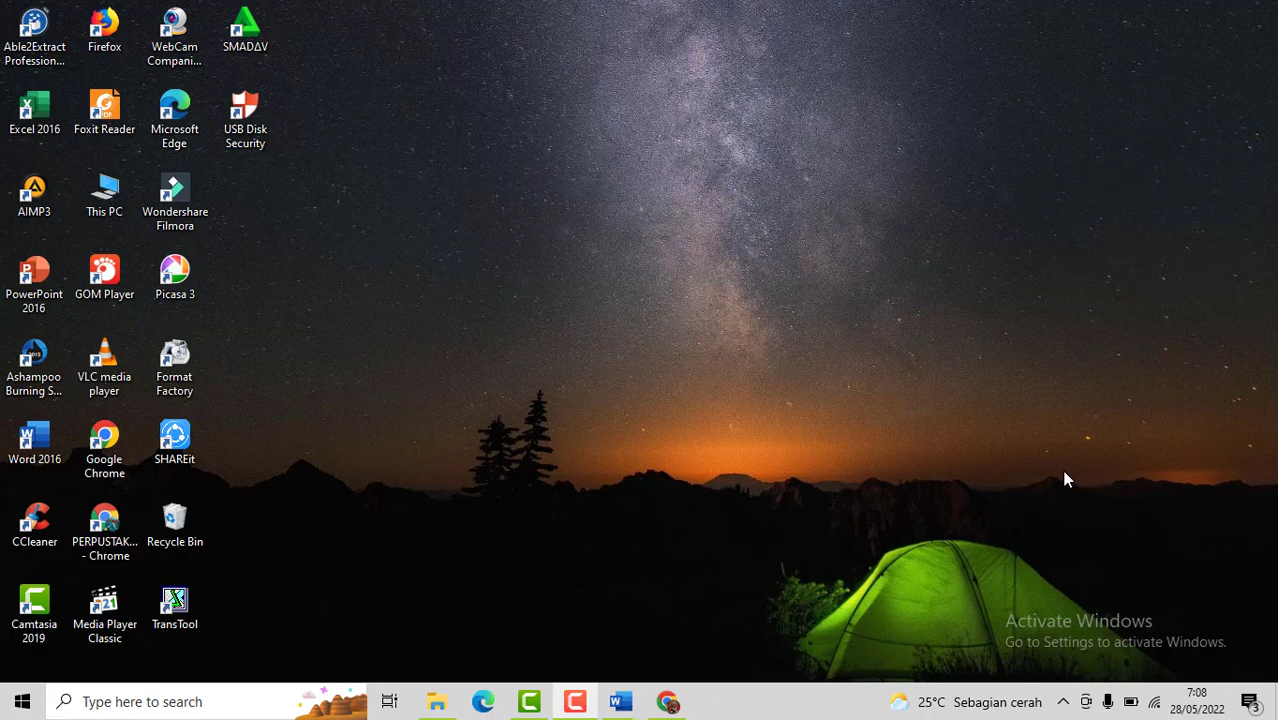 Able2Extract
Profession...
Firefox
WebCam
Compani...
SMADΔV
Excel 2016
Foxit Reader
Microsoft
Edge
USB Disk
Security
AIMP3
This PC
Wondershare
Filmora
PowerPoint
2016
GOM Player
Picasa 3
Ashampoo
Burning S...
VLC media
player
Format
Factory
Word 2016
Google
Chrome
SHAREit
CCleaner
PERPUSTAK...
- Chrome
Recycle Bin
Camtasia
2019
Media Player
Classic
TransTool
Activate Windows
Go to Settings to activate Windows.
Type here to search
25°C Sebagian cerah
7:08
28/05/2022
3